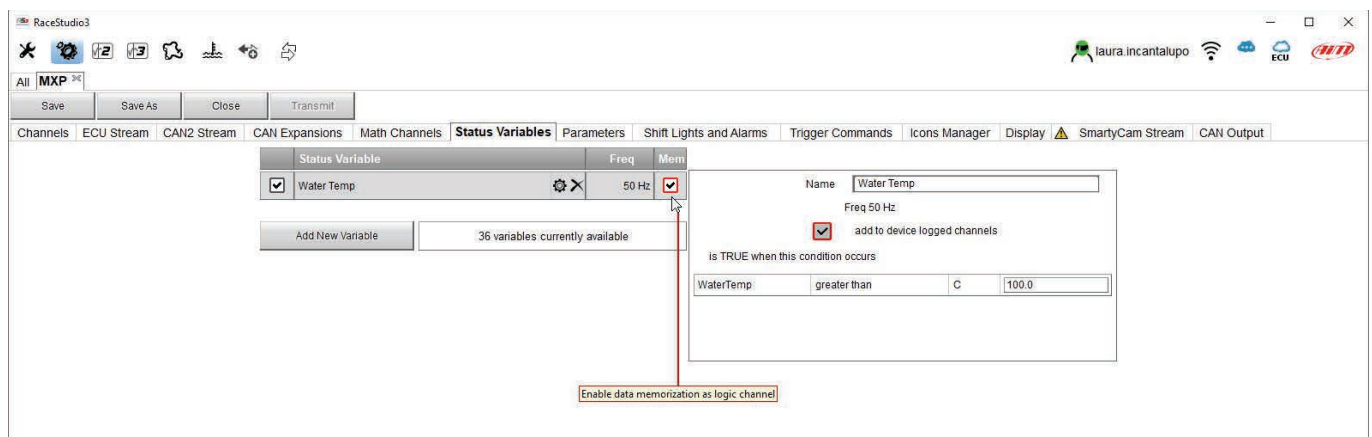 RaceStudio3
laura.incantalupo
ECU
All MXP
Save Save As Close Transmit
Channels ECU Stream CAN2 Stream CAN Expansions Math Channels Status Variables Parameters Shift Lights and Alarms Trigger Commands Icons Manager Display SmartyCam Stream CAN Output
Status Variable Freq Mem
Water Temp 50 Hz
Name Water Temp
Freq 50 Hz
add to device logged channels
Add New Variable 36 variables currently available
is TRUE when this condition occurs
WaterTemp greater than C 100.0
Enable data memorization as logic channel